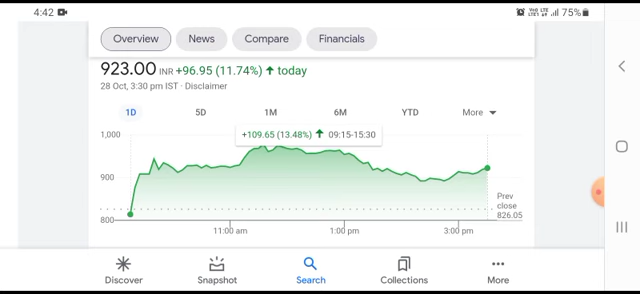 4:42
Vo) LTE
LTE1
75%
Overview News Compare Financials
923.00 INR +96.95 (11.74%) today
28 Oct, 3:30 pm IST · Disclaimer
1D 5D 1M 6M YTD More
+109.65 (13.48%) 09:15-15:30
1,000
900
800
Prev
close
826.05
11:00 am 1:00 pm 3:00 pm
Discover Snapshot Search Collections More